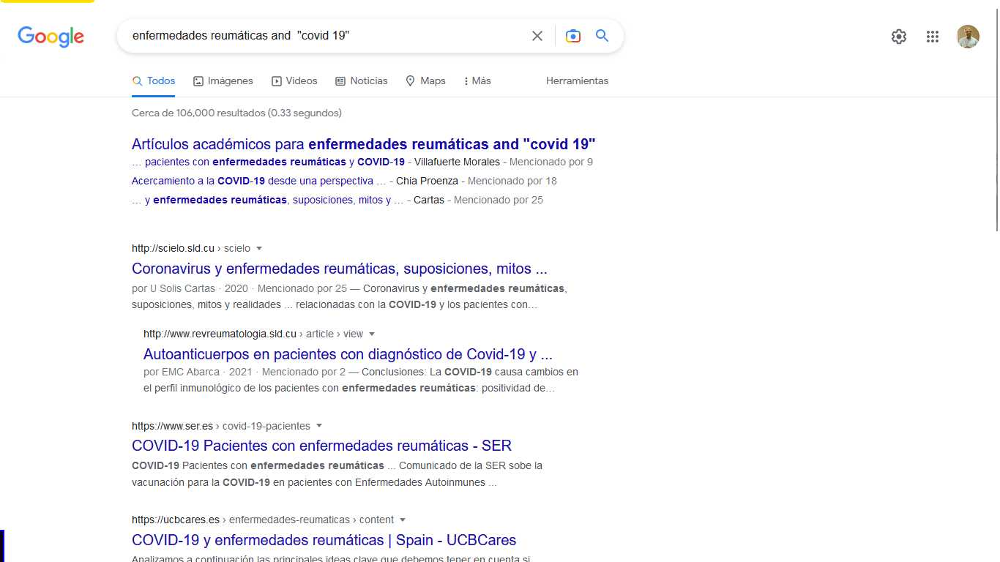 Google
enfermedades reumáticas and  "covid 19"
Todos Imágenes Videos Noticias Maps Más Herramientas
Cerca de 106,000 resultados (0.33 segundos)
Artículos académicos para enfermedades reumáticas and "covid 19"
... pacientes con enfermedades reumáticas y COVID-19 - Villafuerte Morales - Mencionado por 9
Acercamiento a la COVID-19 desde una perspectiva ... - Chia Proenza - Mencionado por 18
... y enfermedades reumáticas, suposiciones, mitos y ... - Cartas - Mencionado por 25
http://scielo.sld.cu › scielo
Coronavirus y enfermedades reumáticas, suposiciones, mitos ...
por U Solis Cartas · 2020 · Mencionado por 25 — Coronavirus y enfermedades reumáticas,
suposiciones, mitos y realidades ... relacionadas con la COVID-19 y los pacientes con...
http://www.revreumatologia.sld.cu › article › view
Autoanticuerpos en pacientes con diagnóstico de Covid-19 y ...
por EMC Abarca · 2021 · Mencionado por 2 — Conclusiones: La COVID-19 causa cambios en
el perfil inmunológico de los pacientes con enfermedades reumáticas: positividad de...
https://www.ser.es › covid-19-pacientes
COVID-19 Pacientes con enfermedades reumáticas - SER
COVID-19 Pacientes con enfermedades reumáticas ... Comunicado de la SER sobe la
vacunación para la COVID-19 en pacientes con Enfermedades Autoinmunes ...
https://ucbcares.es › enfermedades-reumaticas › content
COVID-19 y enfermedades reumáticas | Spain - UCBCares
Analizamos a continuación las principales ideas clave que debemos tener en cuenta si